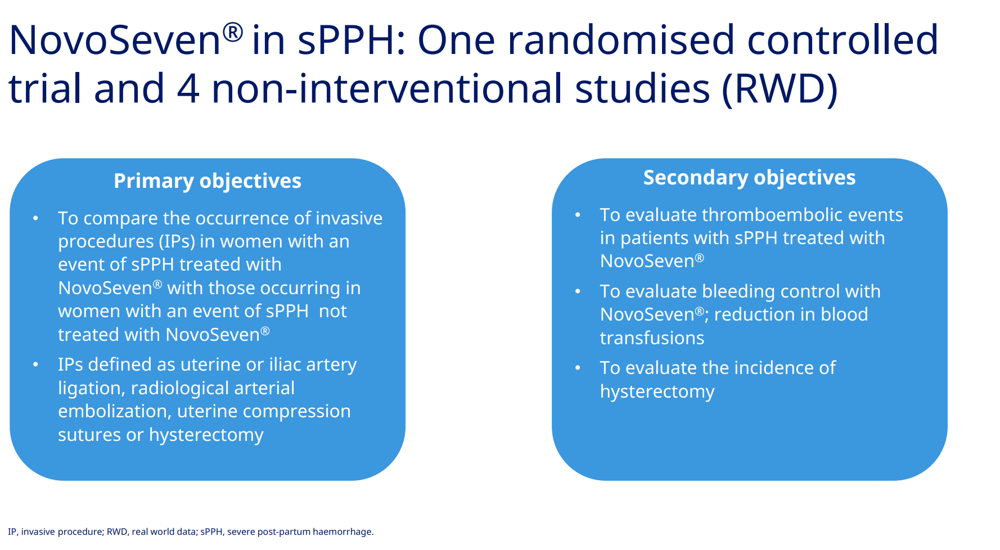 NovoSeven® in sPPH: One randomised controlled
trial and 4 non-interventional studies (RWD)
Primary objectives
• To compare the occurrence of invasive
procedures (IPs) in women with an
event of sPPH treated with
NovoSeven® with those occurring in
women with an event of sPPH  not
treated with NovoSeven®
• IPs defined as uterine or iliac artery
ligation, radiological arterial
embolization, uterine compression
sutures or hysterectomy
Secondary objectives
• To evaluate thromboembolic events
in patients with sPPH treated with
NovoSeven®
• To evaluate bleeding control with
NovoSeven®; reduction in blood
transfusions
• To evaluate the incidence of
hysterectomy
IP, invasive procedure; RWD, real world data; sPPH, severe post-partum haemorrhage.